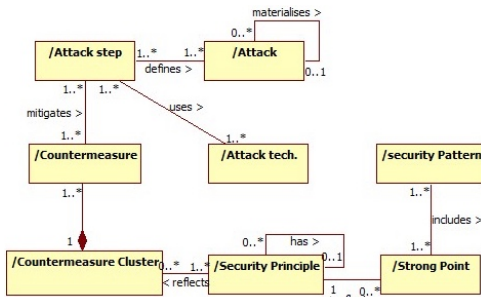 materialises >
0..*
/Attack step
1..*
1..*
/Attack
defines >
0..1
1..*
1..*
mitigates >
uses >
1..*
1..*
/Countermeasure
/Attack tech.
/security Pattern
1..*
1..*
includes >
0..*
has >
1
1..*
/Countermeasure Cluster
0..*
1..*
/Security Principle
0..1
/Strong Point
< reflects
1
0..*